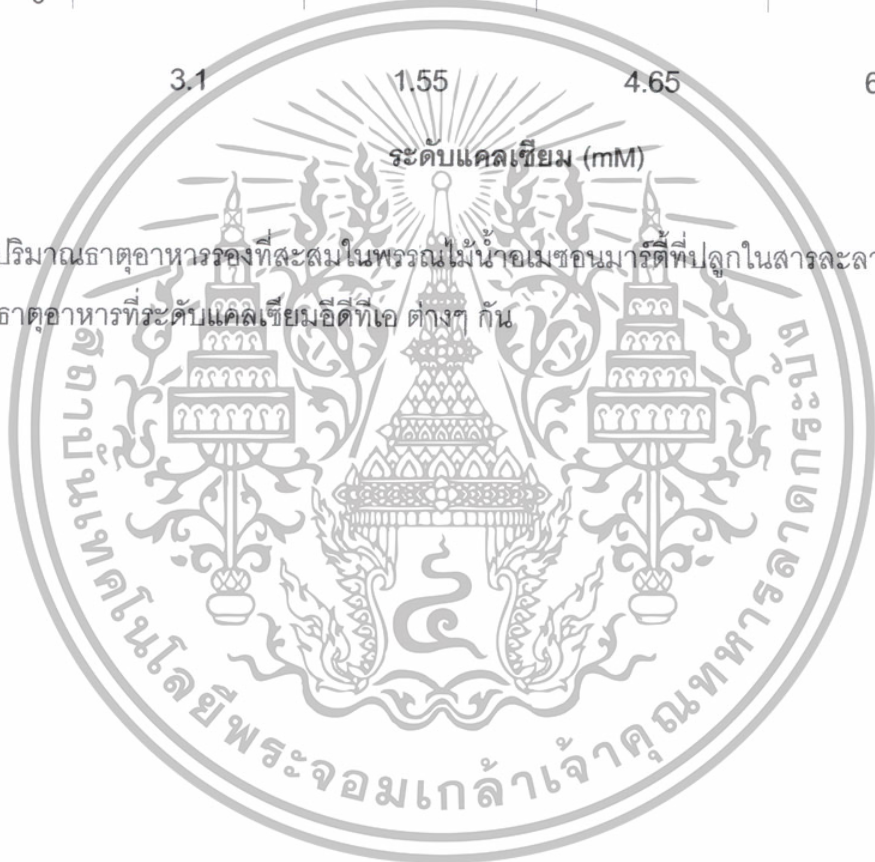 3.1 1.55 4.65 6
ระดับแคลเซียม (mM)
ปริมาณธาตุอาหารรองที่สะสมในพรรณไม้น้ำอเมซอนมาร์ตี้ที่ปลูกในสารละลา
ธาตุอาหารที่ระดับแคลเซียมอีดีทีเอ ต่างๆ กัน
สถาบันเทคโนโลยีพระจอมเกล้าเจ้าคุณทหารลาดกระบัง